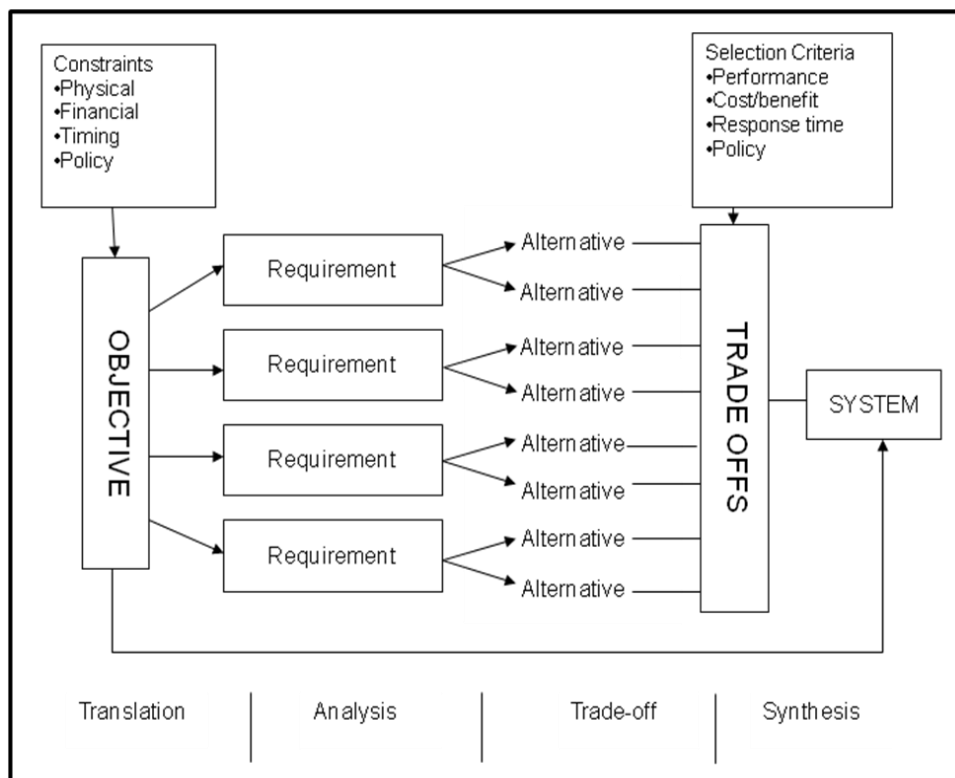 Constraints
•Physical
•Financial
•Timing
•Policy
Selection Criteria
•Performance
•Cost/benefit
•Response time
•Policy
OBJECTIVE
Requirement
Requirement
Requirement
Requirement
Alternative
Alternative
Alternative
Alternative
Alternative
Alternative
Alternative
Alternative
TRADE OFFS
SYSTEM
Translation
Analysis
Trade-off
Synthesis